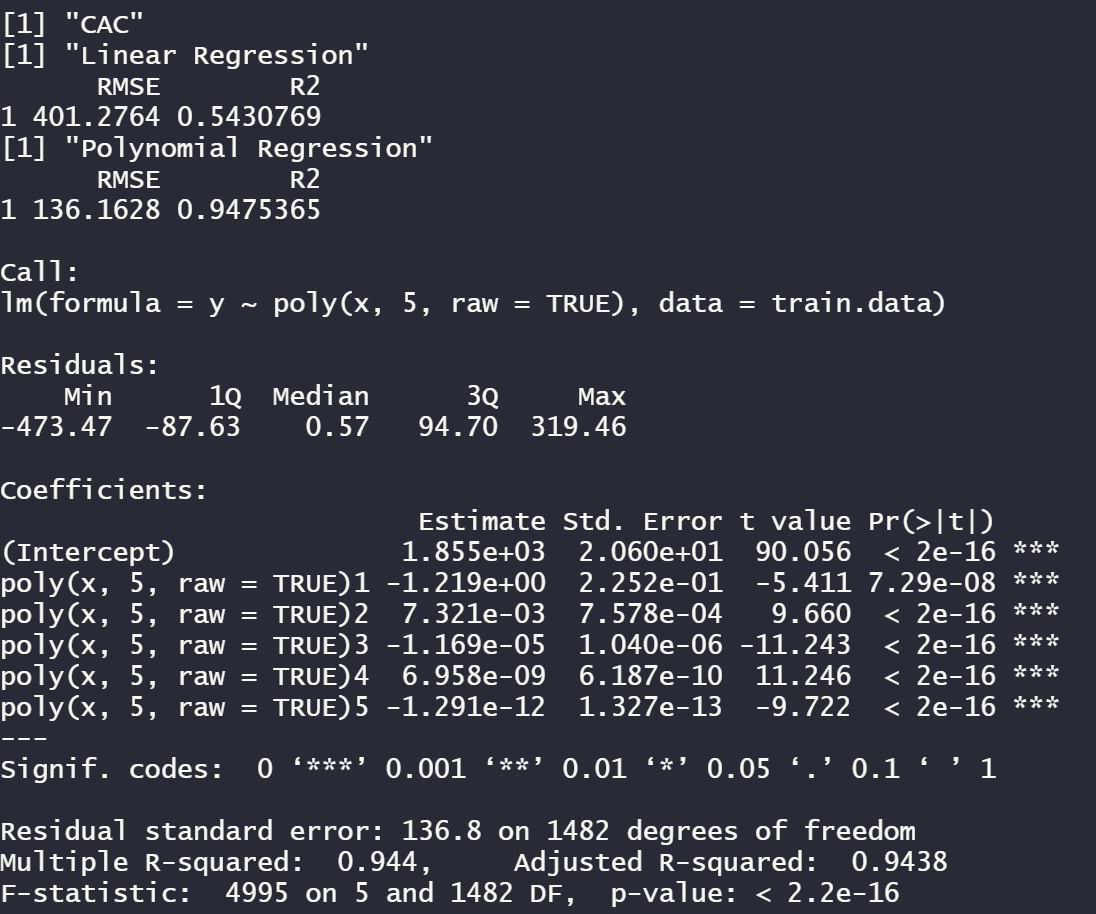 [1] "CAC"
[1] "Linear Regression"
      RMSE        R2
1 401.2764 0.5430769
[1] "Polynomial Regression"
      RMSE        R2
1 136.1628 0.9475365

Call:
lm(formula = y ~ poly(x, 5, raw = TRUE), data = train.data)

Residuals:
    Min      1Q  Median      3Q     Max
-473.47  -87.63    0.57   94.70  319.46

Coefficients:
                          Estimate Std. Error t value Pr(>|t|)
(Intercept)              1.855e+03  2.060e+01  90.056  < 2e-16 ***
poly(x, 5, raw = TRUE)1 -1.219e+00  2.252e-01  -5.411 7.29e-08 ***
poly(x, 5, raw = TRUE)2  7.321e-03  7.578e-04   9.660  < 2e-16 ***
poly(x, 5, raw = TRUE)3 -1.169e-05  1.040e-06 -11.243  < 2e-16 ***
poly(x, 5, raw = TRUE)4  6.958e-09  6.187e-10  11.246  < 2e-16 ***
poly(x, 5, raw = TRUE)5 -1.291e-12  1.327e-13  -9.722  < 2e-16 ***
---
Signif. codes:  0 ‘***’ 0.001 ‘**’ 0.01 ‘*’ 0.05 ‘.’ 0.1 ‘ ’ 1

Residual standard error: 136.8 on 1482 degrees of freedom
Multiple R-squared:  0.944,     Adjusted R-squared:  0.9438
F-statistic:  4995 on 5 and 1482 DF,  p-value: < 2.2e-16